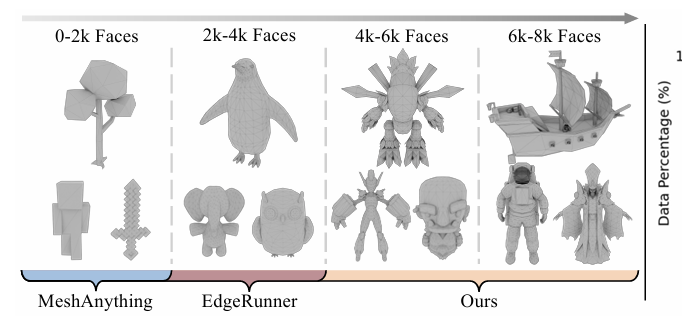 0-2k Faces 2k-4k Faces 4k-6k Faces 6k-8k Faces
1
Data Percentage (%)
MeshAnything EdgeRunner Ours